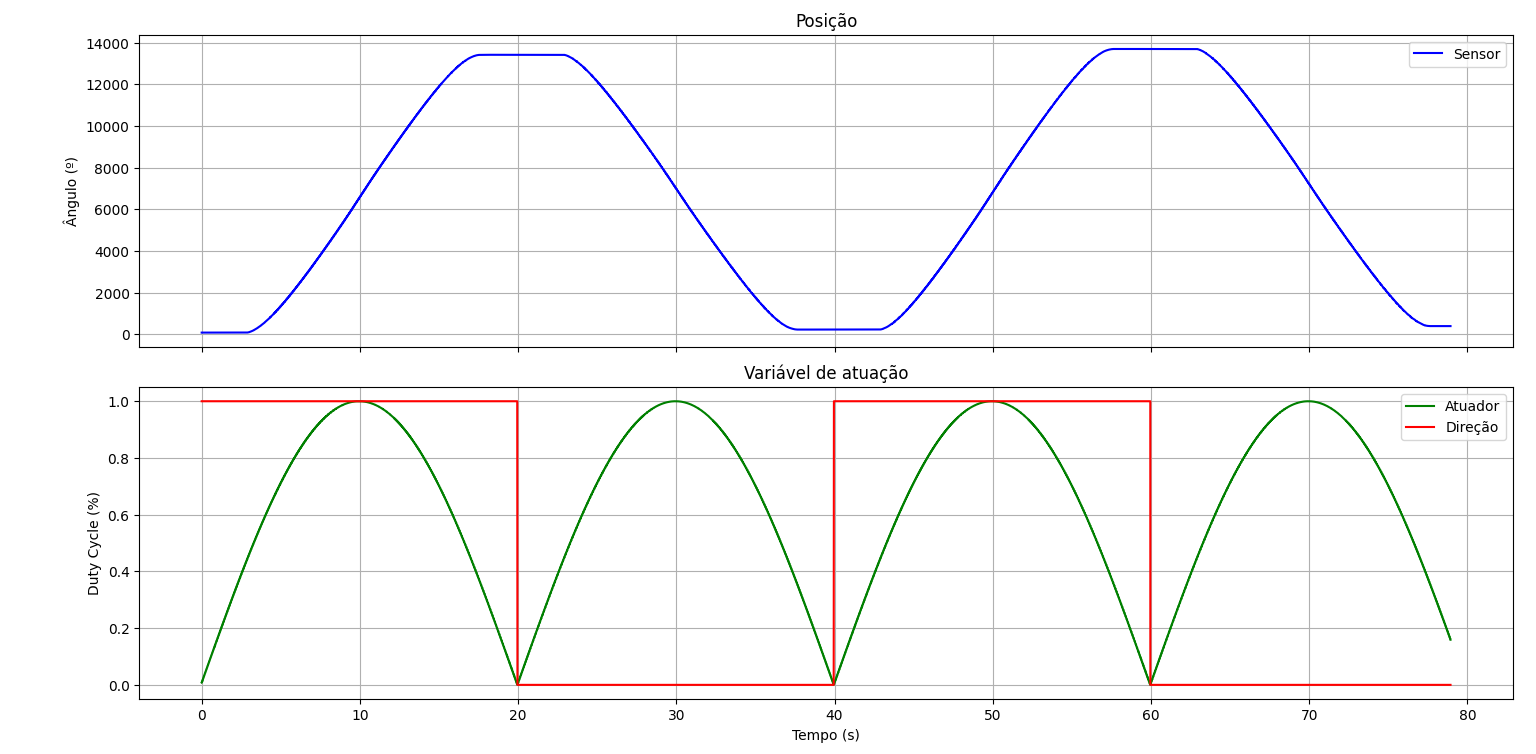 Posição
14000
12000
10000
8000
6000
4000
2000
0
Ângulo (º)
Sensor
Variável de atuação
1.0
0.8
0.6
0.4
0.2
0.0
Duty Cycle (%)
Atuador
Direção
0 10 20 30 40 50 60 70 80
Tempo (s)